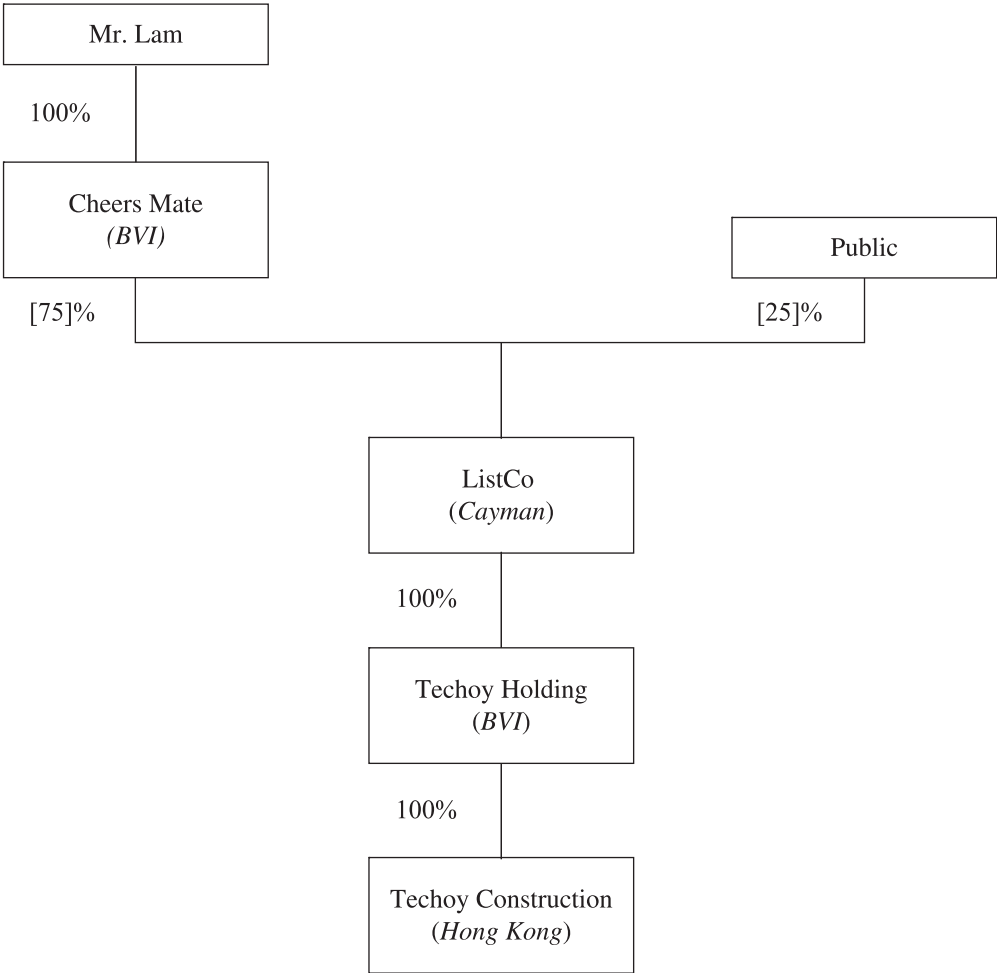 Mr. Lam
100%
Cheers Mate
(BVI)
Public
[75]%
[25]%
ListCo
(Cayman)
100%
Techoy Holding
(BVI)
100%
Techoy Construction
(Hong Kong)